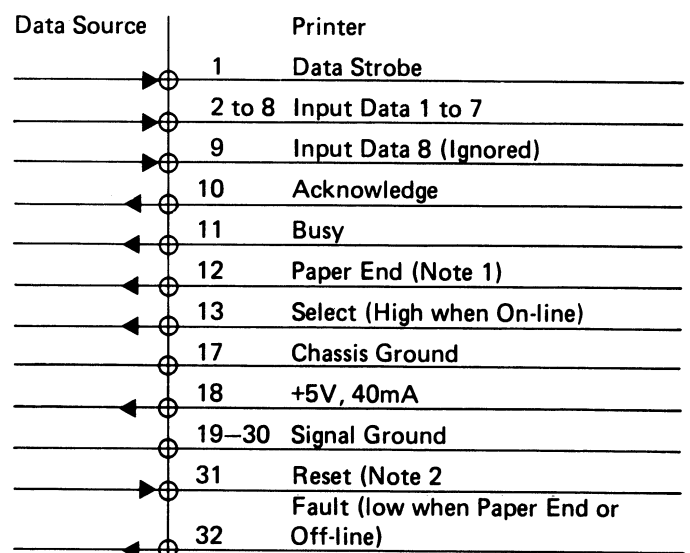 Data Source Printer
1 Data Strobe
2 to 8 Input Data 1 to 7
9 Input Data 8 (Ignored)
10 Acknowledge
11 Busy
12 Paper End (Note 1)
13 Select (High when On-line)
17 Chassis Ground
18 +5V, 40mA
19–30 Signal Ground
31 Reset (Note 2
Fault (low when Paper End or
32 Off-line)